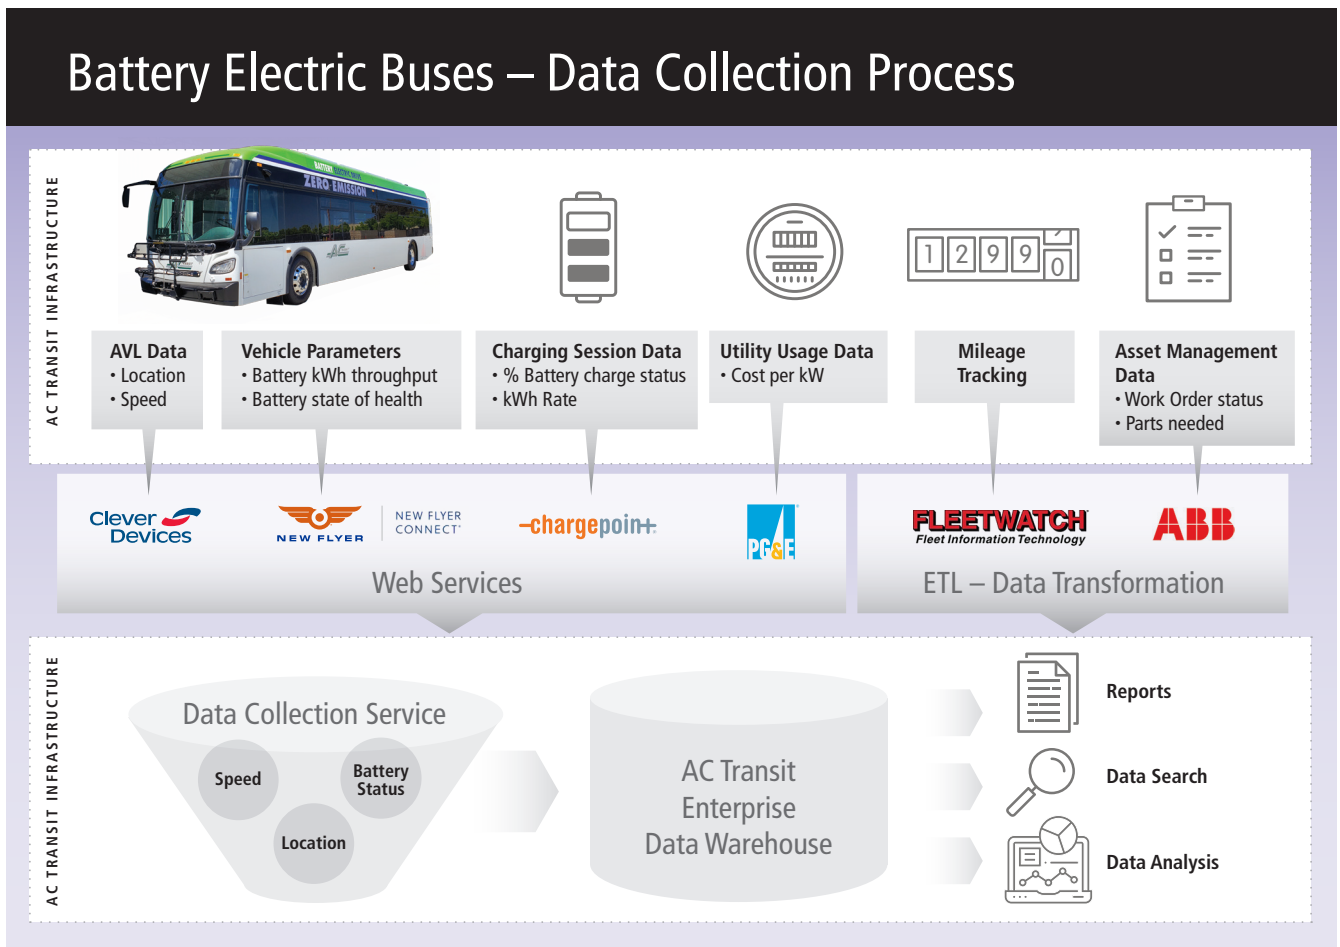 Battery Electric Buses – Data Collection Process
AC TRANSIT INFRASTRUCTURE
BATTERY ELECTRIC BUS
ZERO EMISSION
AC
1 2 9 9 0
AVL Data
• Location
• Speed
Vehicle Parameters
• Battery kWh throughput
• Battery state of health
Charging Session Data
• % Battery charge status
• kWh Rate
Utility Usage Data
• Cost per kW
Mileage
Tracking
Asset Management
Data
• Work Order status
• Parts needed
Clever
Devices
NEW FLYER
NEW FLYER
CONNECT
-chargepoin+
PG&E
FLEETWATCH
Fleet Information Technology
ABB
Web Services
ETL – Data Transformation
AC TRANSIT INFRASTRUCTURE
Data Collection Service
Speed
Battery
Status
Location
AC Transit
Enterprise
Data Warehouse
Reports
Data Search
Data Analysis